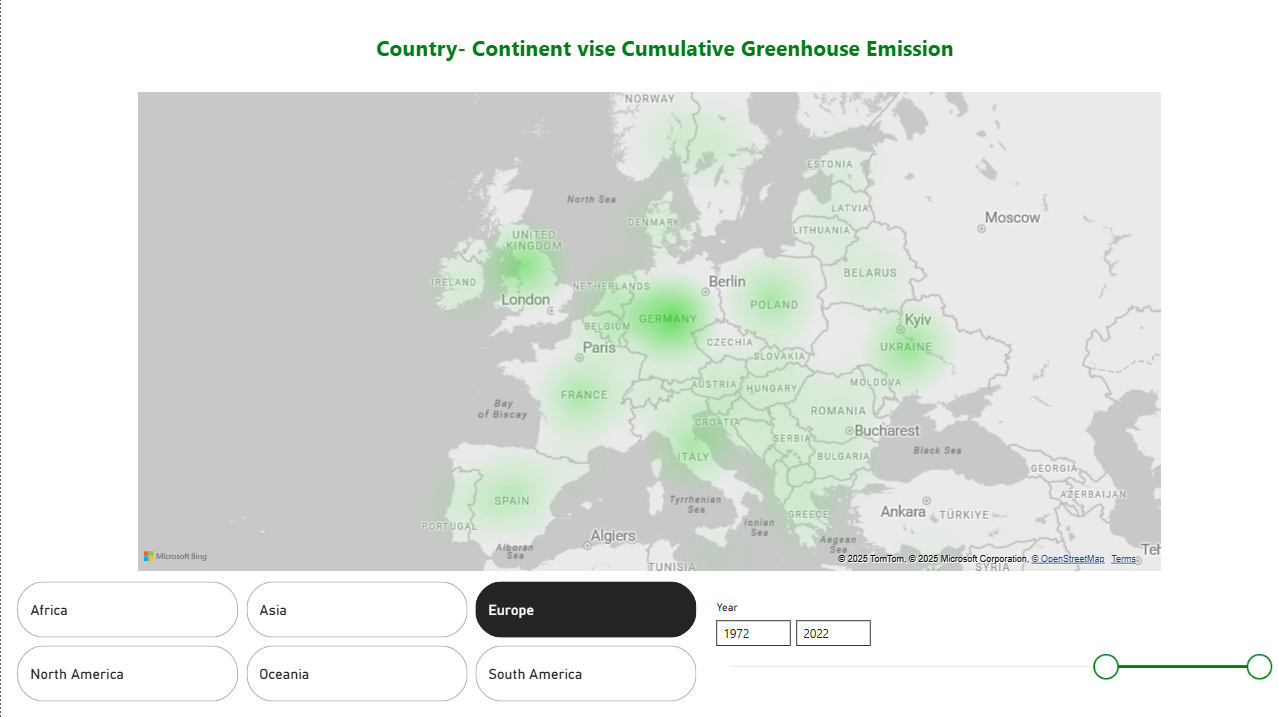 Country- Continent vise Cumulative Greenhouse Emission
NORWAY
ESTONIA
North Sea
LATVIA
Moscow
DENMARK
LITHUANIA
UNITED
KINGDOM
BELARUS
IRELAND
NETHERLANDS
Berlin
London
POLAND
GERMANY
Kyiv
BELGIUM
UKRAINE
Paris
CZECHIA
SLOVAKIA
AUSTRIA
HUNGARY
MOLDOVA
FRANCE
Bay
of Biscay
ROMANIA
CROATIA
Bucharest
SERBIA
ITALY
BULGARIA
Black Sea
GEORGIA
AZERBAIJAN
SPAIN
Tyrrhenian
Sea
Ankara
TÜRKIYE
GREECE
PORTUGAL
Ionian
Sea
Algiers
Aegean
Sea
Alboran
Sea
Microsoft Bing
TUNISIA
© 2025 TomTom, © 2025 Microsoft Corporation, © OpenStreetMap Terms
Teh
SYRIA
Africa
Asia
Europe
Year
1972
2022
North America
Oceania
South America